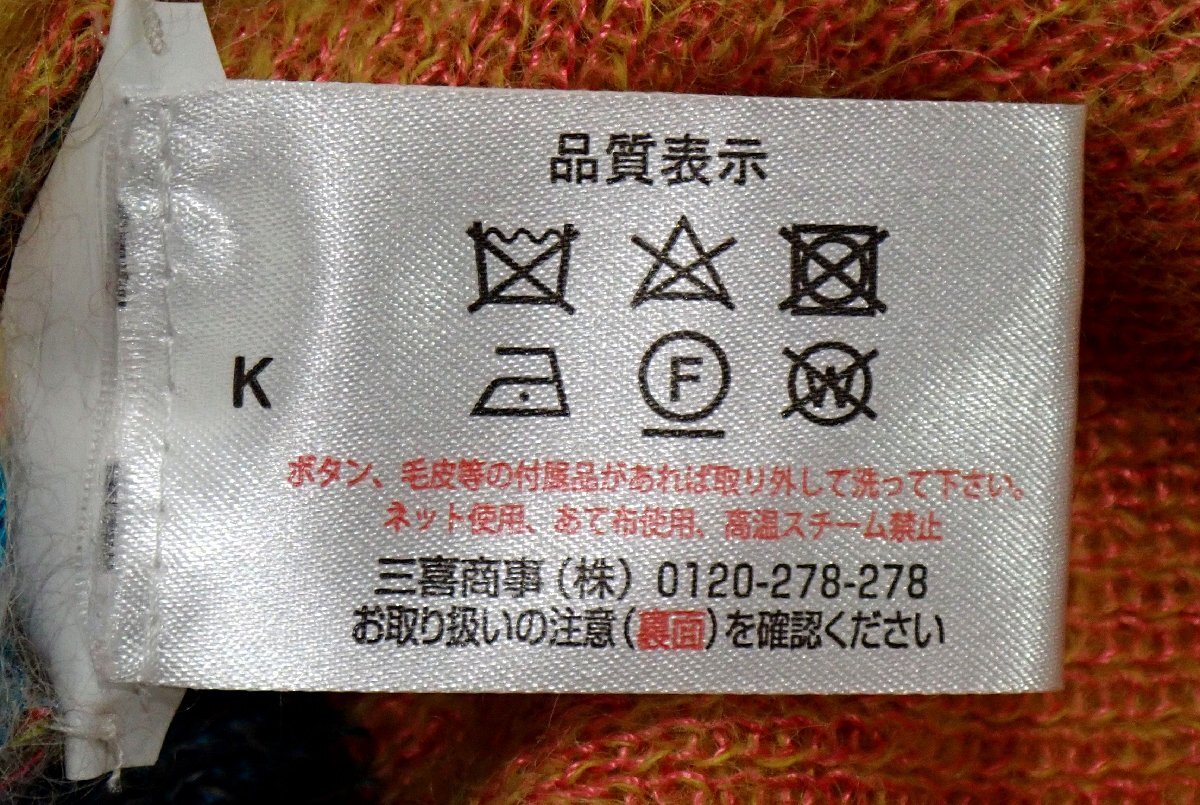 品質表示
F
W
K
ボタン、毛皮等の付属品があれば取り外して洗って下さい。
ネット使用、あて布使用、高温スチーム禁止
三喜商事(株) 0120-278-278
お取り扱いの注意(裏面)を確認ください